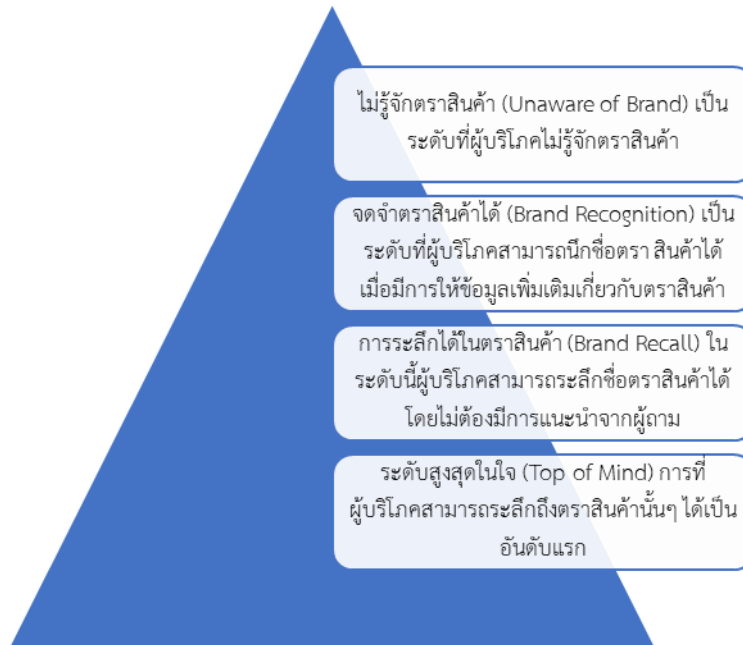 ไม่รู้จักตราสินค้า (Unaware of Brand) เป็น
ระดับที่ผู้บริโภคไม่รู้จักตราสินค้า
จดจำตราสินค้าได้ (Brand Recognition) เป็น
ระดับที่ผู้บริโภคสามารถนึกชื่อตรา สินค้าได้
เมื่อมีการให้ข้อมูลเพิ่มเติมเกี่ยวกับตราสินค้า
การระลึกได้ในตราสินค้า (Brand Recall) ใน
ระดับนี้ผู้บริโภคสามารถระลึกชื่อตราสินค้าได้
โดยไม่ต้องมีการแนะนำจากผู้ถาม
ระดับสูงสุดในใจ (Top of Mind) การที่
ผู้บริโภคสามารถระลึกถึงตราสินค้านั้นๆ ได้เป็น
อันดับแรก